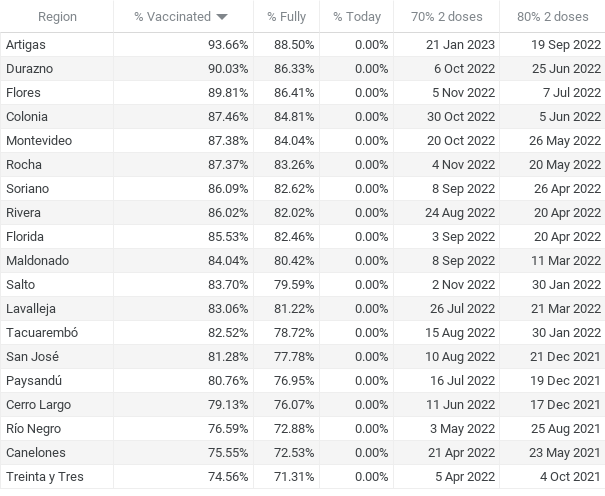 Region % Vaccinated % Fully % Today 70% 2 doses 80% 2 doses
Artigas 93.66% 88.50% 0.00% 21 Jan 2023 19 Sep 2022
Durazno 90.03% 86.33% 0.00% 6 Oct 2022 25 Jun 2022
Flores 89.81% 86.41% 0.00% 5 Nov 2022 7 Jul 2022
Colonia 87.46% 84.81% 0.00% 30 Oct 2022 5 Jun 2022
Montevideo 87.38% 84.04% 0.00% 20 Oct 2022 26 May 2022
Rocha 87.37% 83.26% 0.00% 4 Nov 2022 20 May 2022
Soriano 86.09% 82.62% 0.00% 8 Sep 2022 26 Apr 2022
Rivera 86.02% 82.02% 0.00% 24 Aug 2022 20 Apr 2022
Florida 85.53% 82.46% 0.00% 3 Sep 2022 20 Apr 2022
Maldonado 84.04% 80.42% 0.00% 8 Sep 2022 11 Mar 2022
Salto 83.70% 79.59% 0.00% 2 Nov 2022 30 Jan 2022
Lavalleja 83.06% 81.22% 0.00% 26 Jul 2022 21 Mar 2022
Tacuarembó 82.52% 78.72% 0.00% 15 Aug 2022 30 Jan 2022
San José 81.28% 77.78% 0.00% 10 Aug 2022 21 Dec 2021
Paysandú 80.76% 76.95% 0.00% 16 Jul 2022 19 Dec 2021
Cerro Largo 79.13% 76.07% 0.00% 11 Jun 2022 17 Dec 2021
Río Negro 76.59% 72.88% 0.00% 3 May 2022 25 Aug 2021
Canelones 75.55% 72.53% 0.00% 21 Apr 2022 23 May 2021
Treinta y Tres 74.56% 71.31% 0.00% 5 Apr 2022 4 Oct 2021